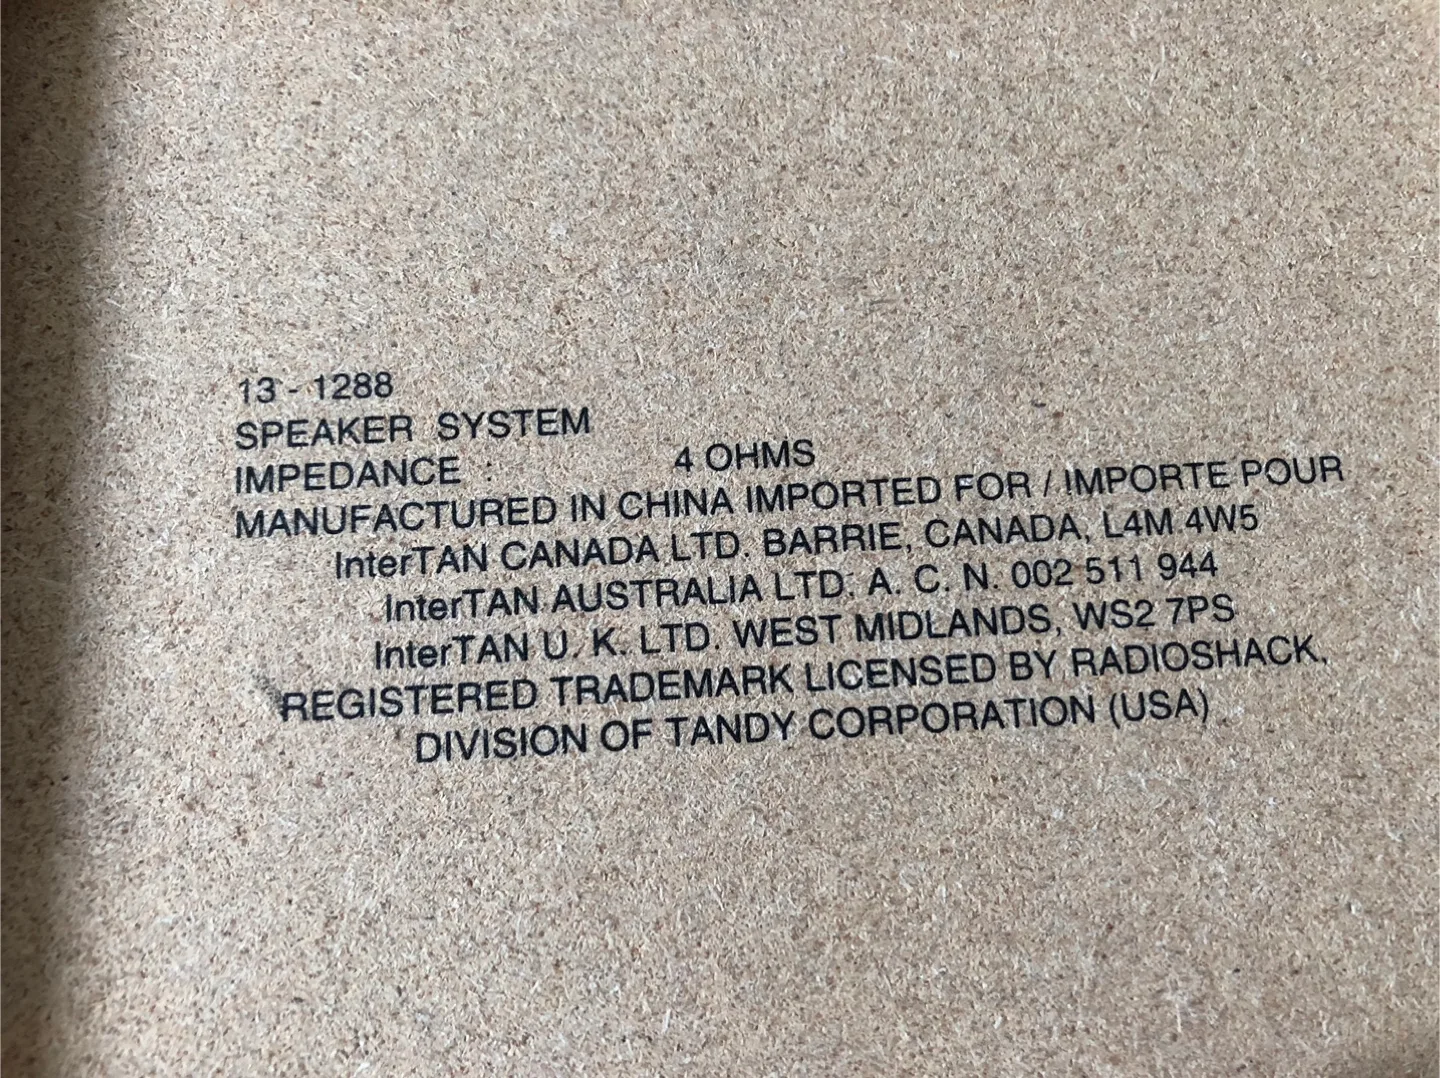 13 - 1288
SPEAKER SYSTEM
IMPEDANCE : 4 OHMS
MANUFACTURED IN CHINA IMPORTED FOR / IMPORTE POUR
InterTAN CANADA LTD. BARRIE, CANADA, L4M 4W5
InterTAN AUSTRALIA LTD. A. C. N. 002 511 944
InterTAN U. K. LTD. WEST MIDLANDS, WS2 7PS
REGISTERED TRADEMARK LICENSED BY RADIOSHACK,
DIVISION OF TANDY CORPORATION (USA)